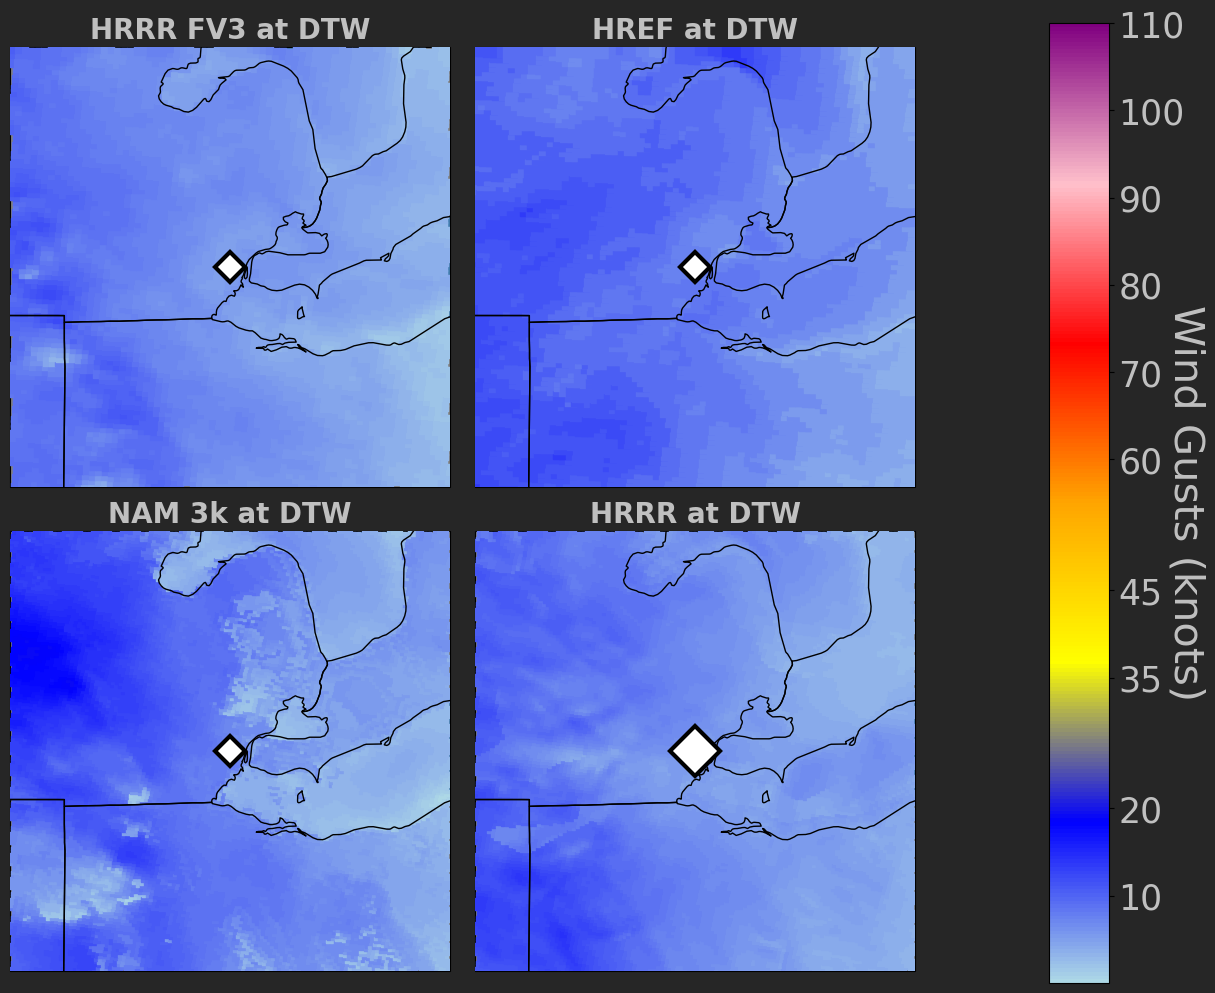 HRRR FV3 at DTW
HREF at DTW
NAM 3k at DTW
HRRR at DTW
110
100
90
80
70
60
45
35
20
10
Wind Gusts (knots)